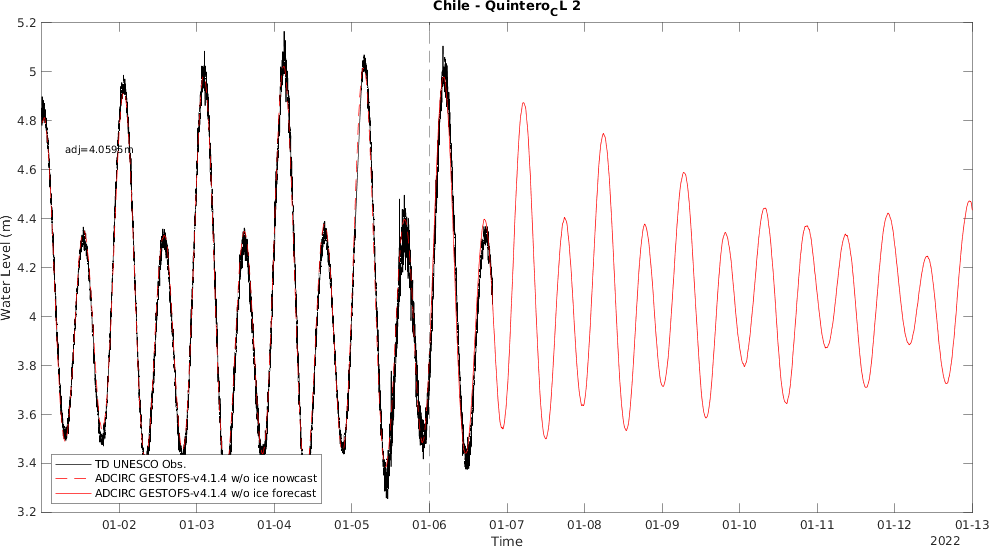 Chile - Quintero_CL 2
5.2
5
4.8
4.6
4.4
4.2
4
3.8
3.6
3.4
3.2
Water Level (m)
adj=4.0595m
TD UNESCO Obs.
ADCIRC GESTOFS-v4.1.4 w/o ice nowcast
ADCIRC GESTOFS-v4.1.4 w/o ice forecast
01-02 01-03 01-04 01-05 01-06 01-07 01-08 01-09 01-10 01-11 01-12 01-13
Time
2022